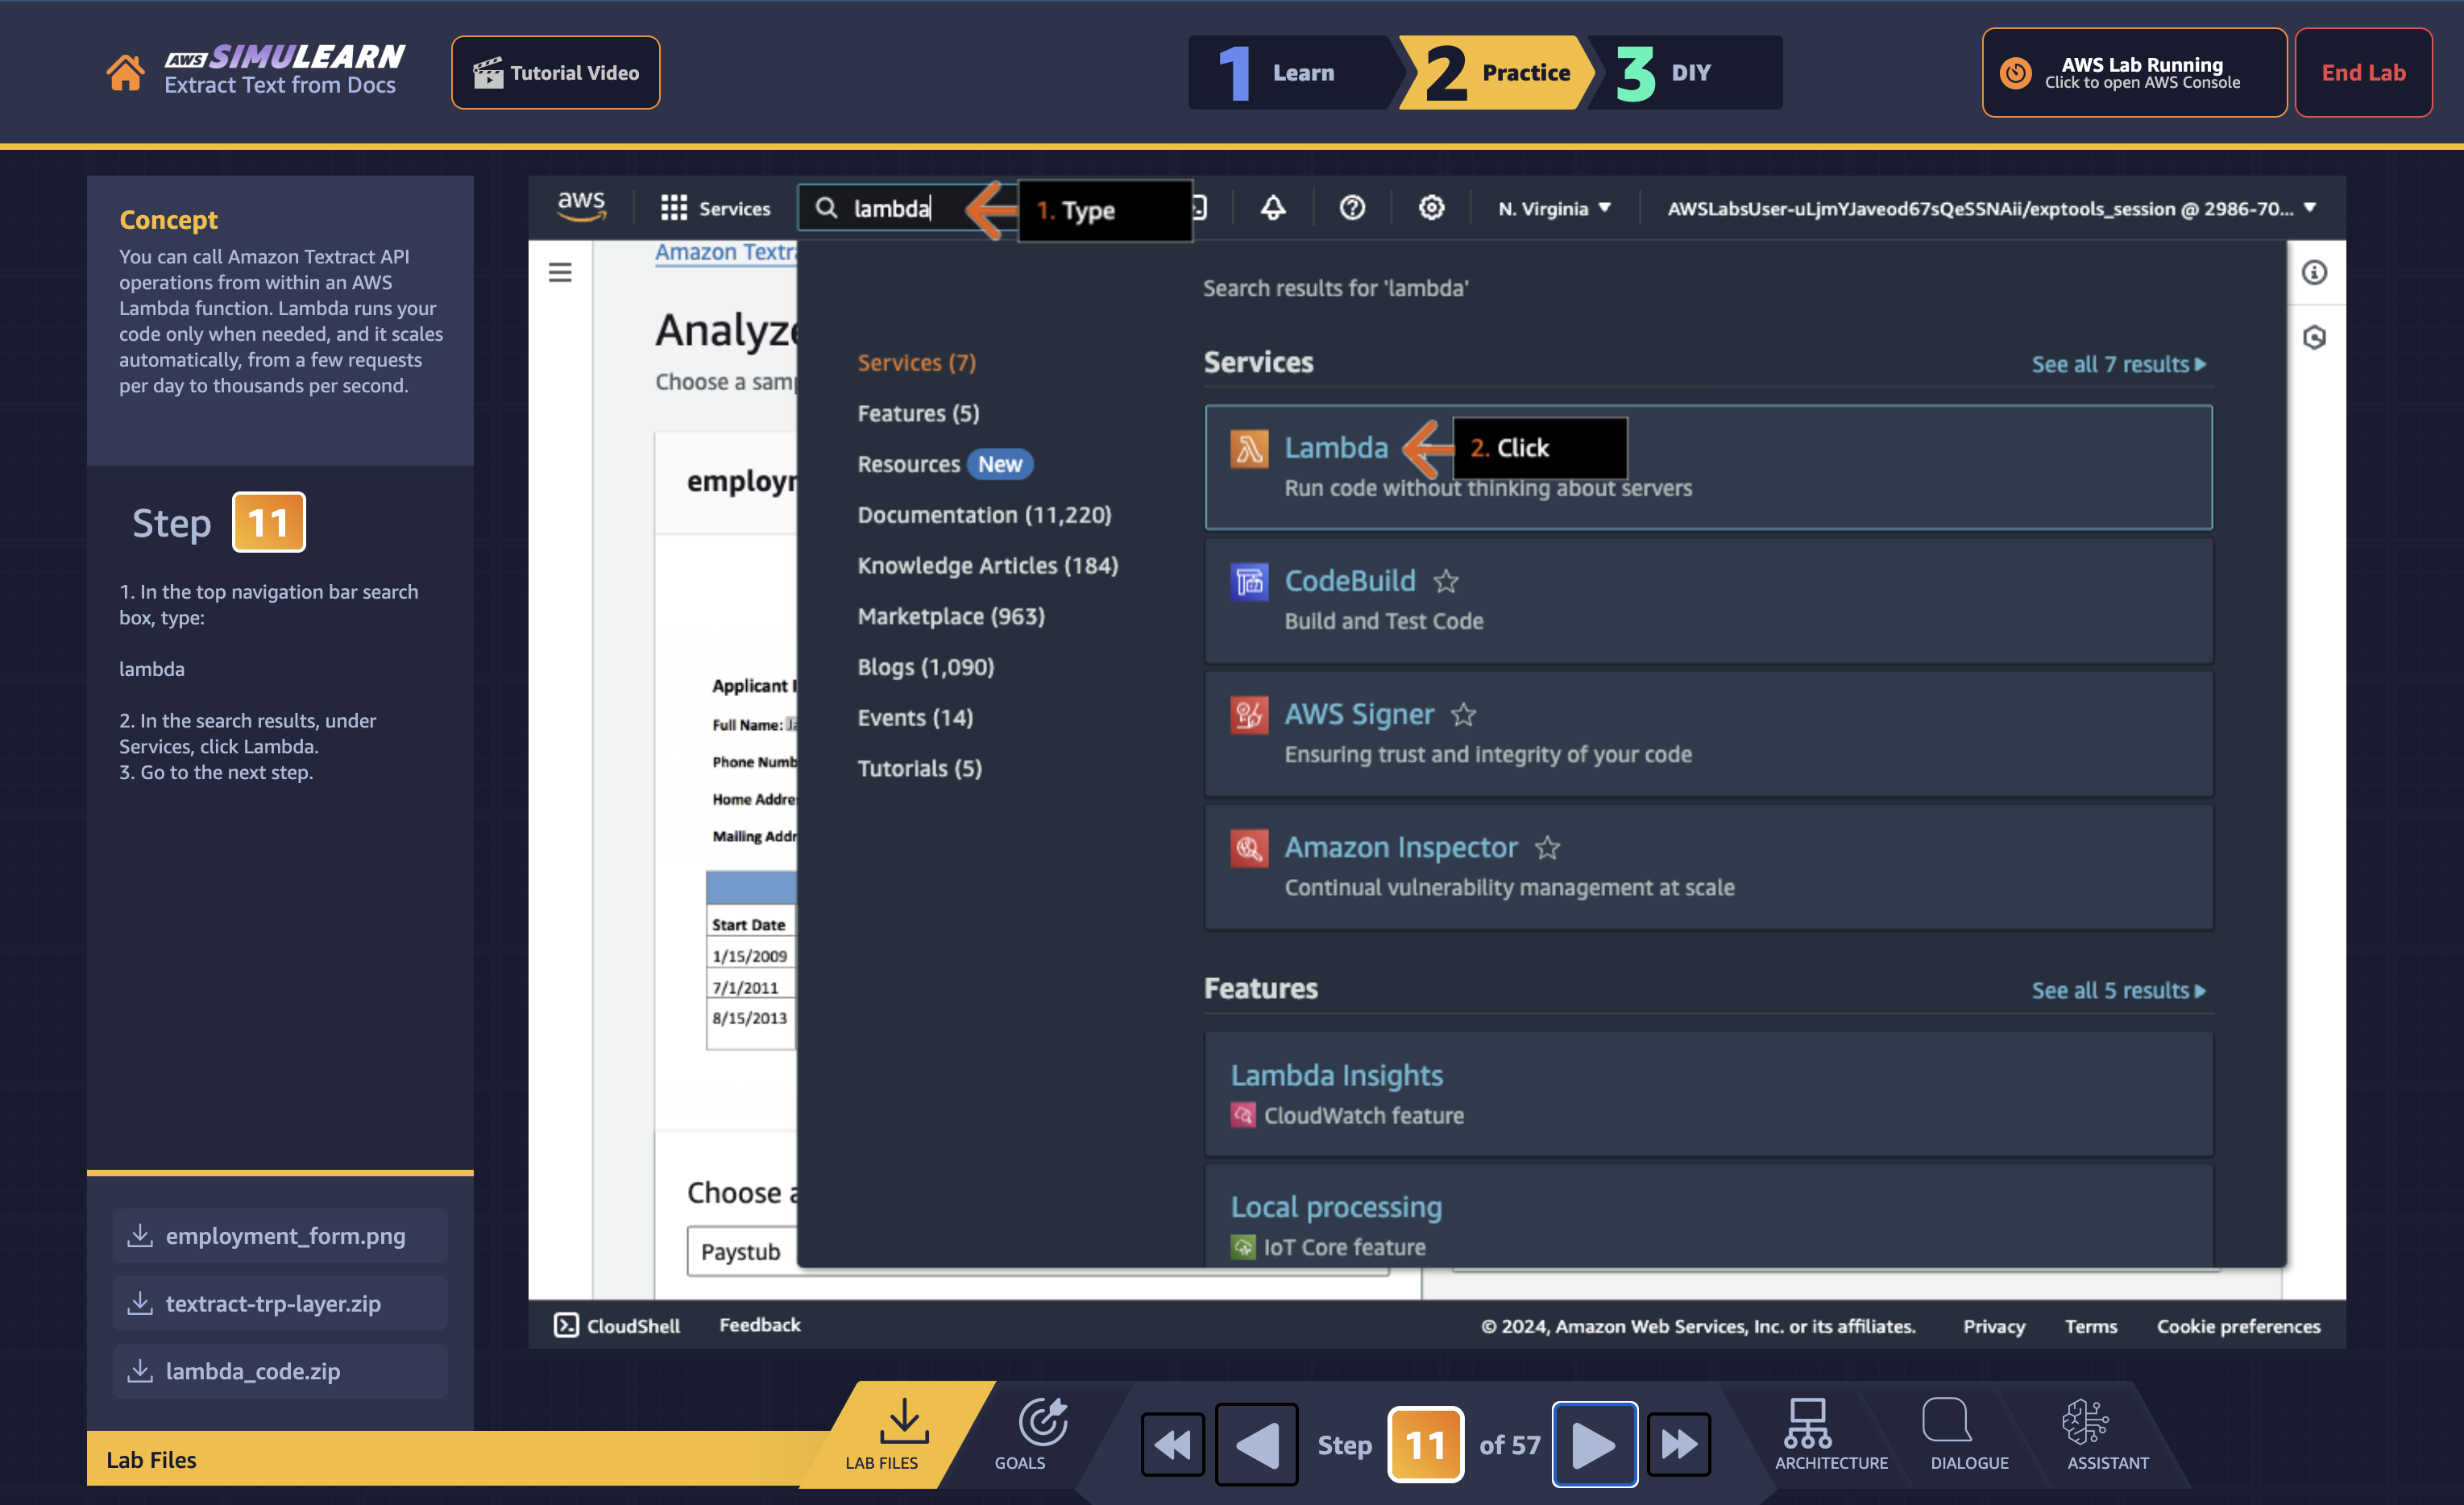 aws SIMULEARN
Extract Text from Docs
Tutorial Video
1 Learn
2 Practice
3 DIY
AWS Lab Running
Click to open AWS Console
End Lab
Concept
You can call Amazon Textract API
operations from within an AWS
Lambda function. Lambda runs your
code only when needed, and it scales
automatically, from a few requests
per day to thousands per second.
Step 11
1. In the top navigation bar search
box, type:
lambda
2. In the search results, under
Services, click Lambda.
3. Go to the next step.
employment_form.png
textract-trp-layer.zip
lambda_code.zip
Lab Files
aws
Services
lambda
1. Type
N. Virginia
AWSLabsUser-uLjmYJaveod67sQeSSNAii/exptools_session @ 2986-70...
Amazon Textr
Analyze
Choose a sam
employ
Applicant
Full Name:
Phone Numb
Home Addre
Mailing Addr
Start Date
1/15/2009
7/1/2011
8/15/2013
Choose a
Paystub
Search results for 'lambda'
Services (7)
Features (5)
Resources New
Documentation (11,220)
Knowledge Articles (184)
Marketplace (963)
Blogs (1,090)
Events (14)
Tutorials (5)
Services
See all 7 results
Lambda
2. Click
Run code without thinking about servers
CodeBuild
Build and Test Code
AWS Signer
Ensuring trust and integrity of your code
Amazon Inspector
Continual vulnerability management at scale
Features
See all 5 results
Lambda Insights
CloudWatch feature
Local processing
IoT Core feature
CloudShell
Feedback
© 2024, Amazon Web Services, Inc. or its affiliates.
Privacy
Terms
Cookie preferences
LAB FILES
GOALS
Step 11 of 57
ARCHITECTURE
DIALOGUE
ASSISTANT